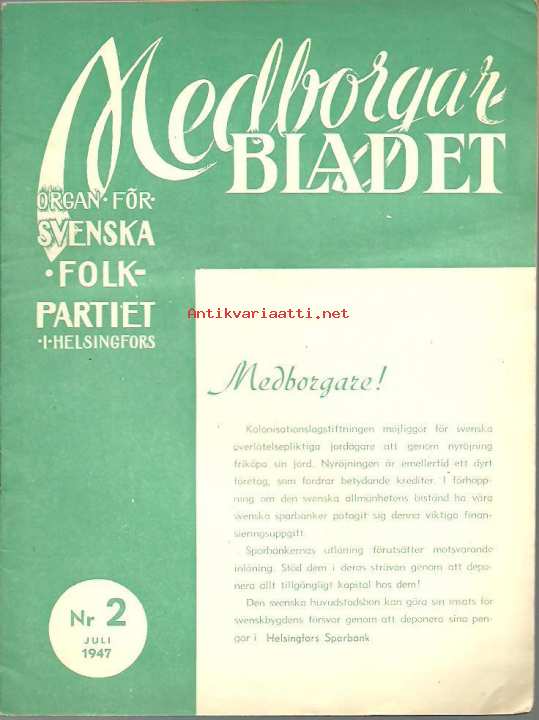 Medborgar-
BLADET
ORGAN·FÖR·
SVENSKA
·FOLK-
PARTIET
·I·HELSINGFORS
Antikvariaatti.net
Medborgare!
Kolonisationslagstiftningen möjliggör för svenska
överlåtelsepliktiga jordägare att genom nyröjning
friköpa sin jord. Nyröjningen är emellertid ett dyrt
företag, som fordrar betydande krediter. I förhopp-
ning om den svenska allmänhetens bistånd ha våra
svenska sparbanker påtagit sig denna viktiga finan-
sieringsuppgift.
Sparbankernas utlåning förutsätter motsvarande
inlåning. Stöd dem i deras strävan genom att depo-
nera allt tillgängligt kapital hos dem!
Den svenska huvudstadsbon kan göra sin insats för
svenskbygdens försvar genom att deponera sina pen-
gar i Helsingfors Sparbank
Nr 2
JULI
1947